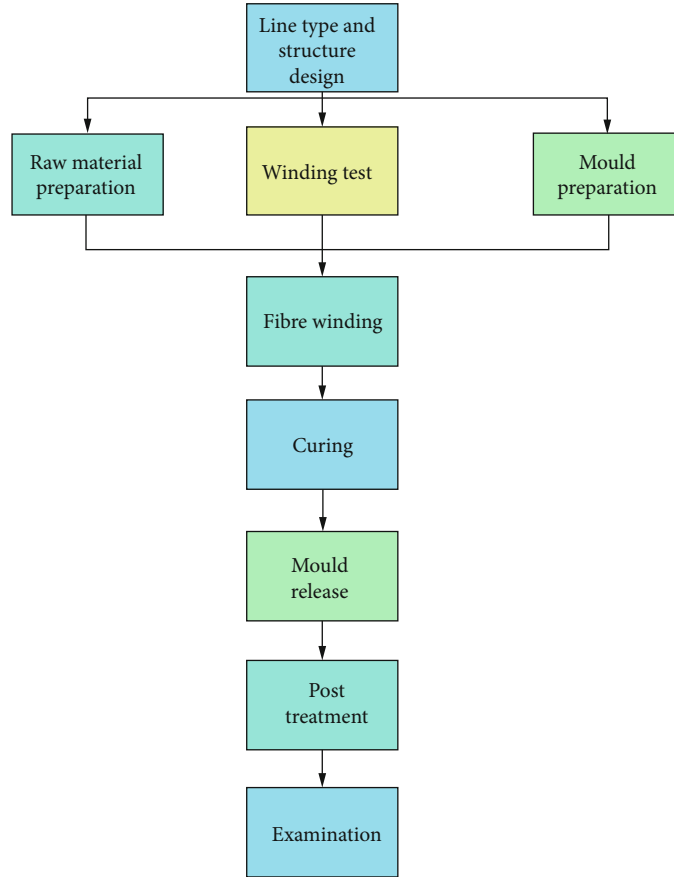 Line type and
structure
design
Raw material
preparation
Winding test
Mould
preparation
Fibre winding
Curing
Mould
release
Post
treatment
Examination